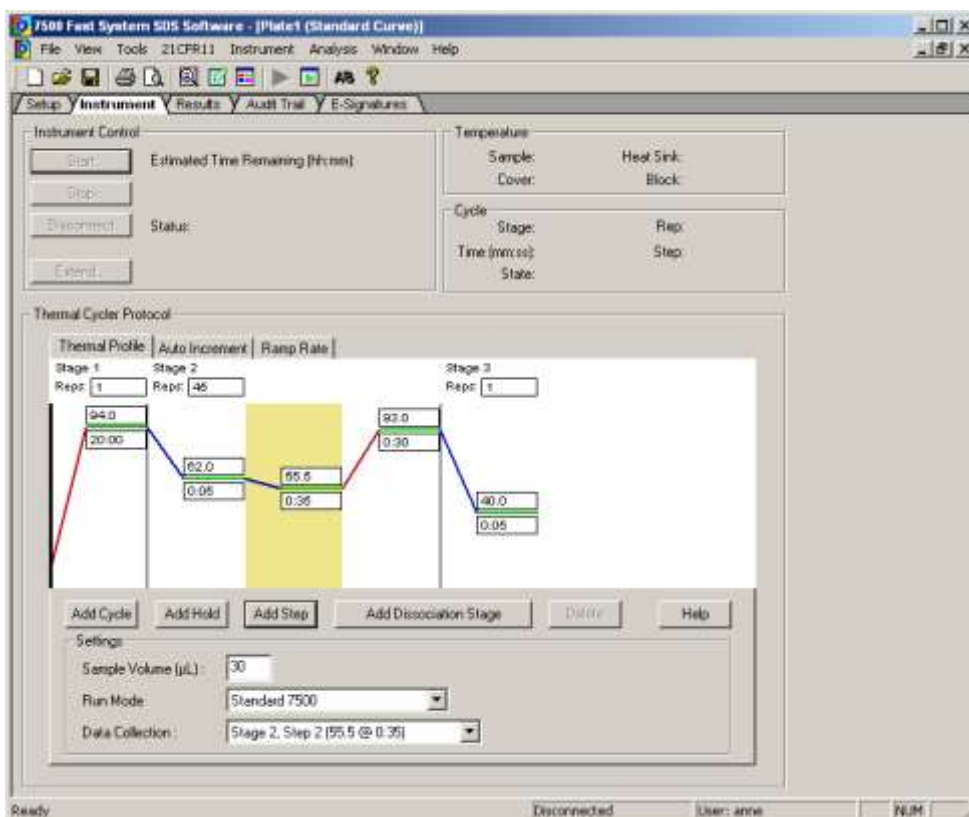 7500 Fast System SDS Software - [Plate1 (Standard Curve)]
File View Tools 21CFR11 Instrument Analysis Window Help
Setup Instrument Results Audit Trail E-Signatures
Instrument Control
Start
Estimated Time Remaining (hh:mm)
Stop
Disconnect
Status:
Extend
Temperature
Sample: Heat Sink:
Cover: Block:
Cycle
Stage: Rep:
Time (mm:ss): Step:
State:
Thermal Cycler Protocol
Thermal Profile Auto Increment Ramp Rate
Stage 1 Stage 2 Stage 3
Reps: 1 Reps: 46 Reps: 1
94.0 93.0
20:00 0:30
62.0 55.5 40.0
0:05 0:35 0:05
Add Cycle Add Hold Add Step Add Dissociation Stage Delete Help
Settings
Sample Volume (µL) : 30
Run Mode Standard 7500
Data Collection : Stage 2, Step 2 (55.5 @ 0:35)
Ready Disconnected User: anne NUM